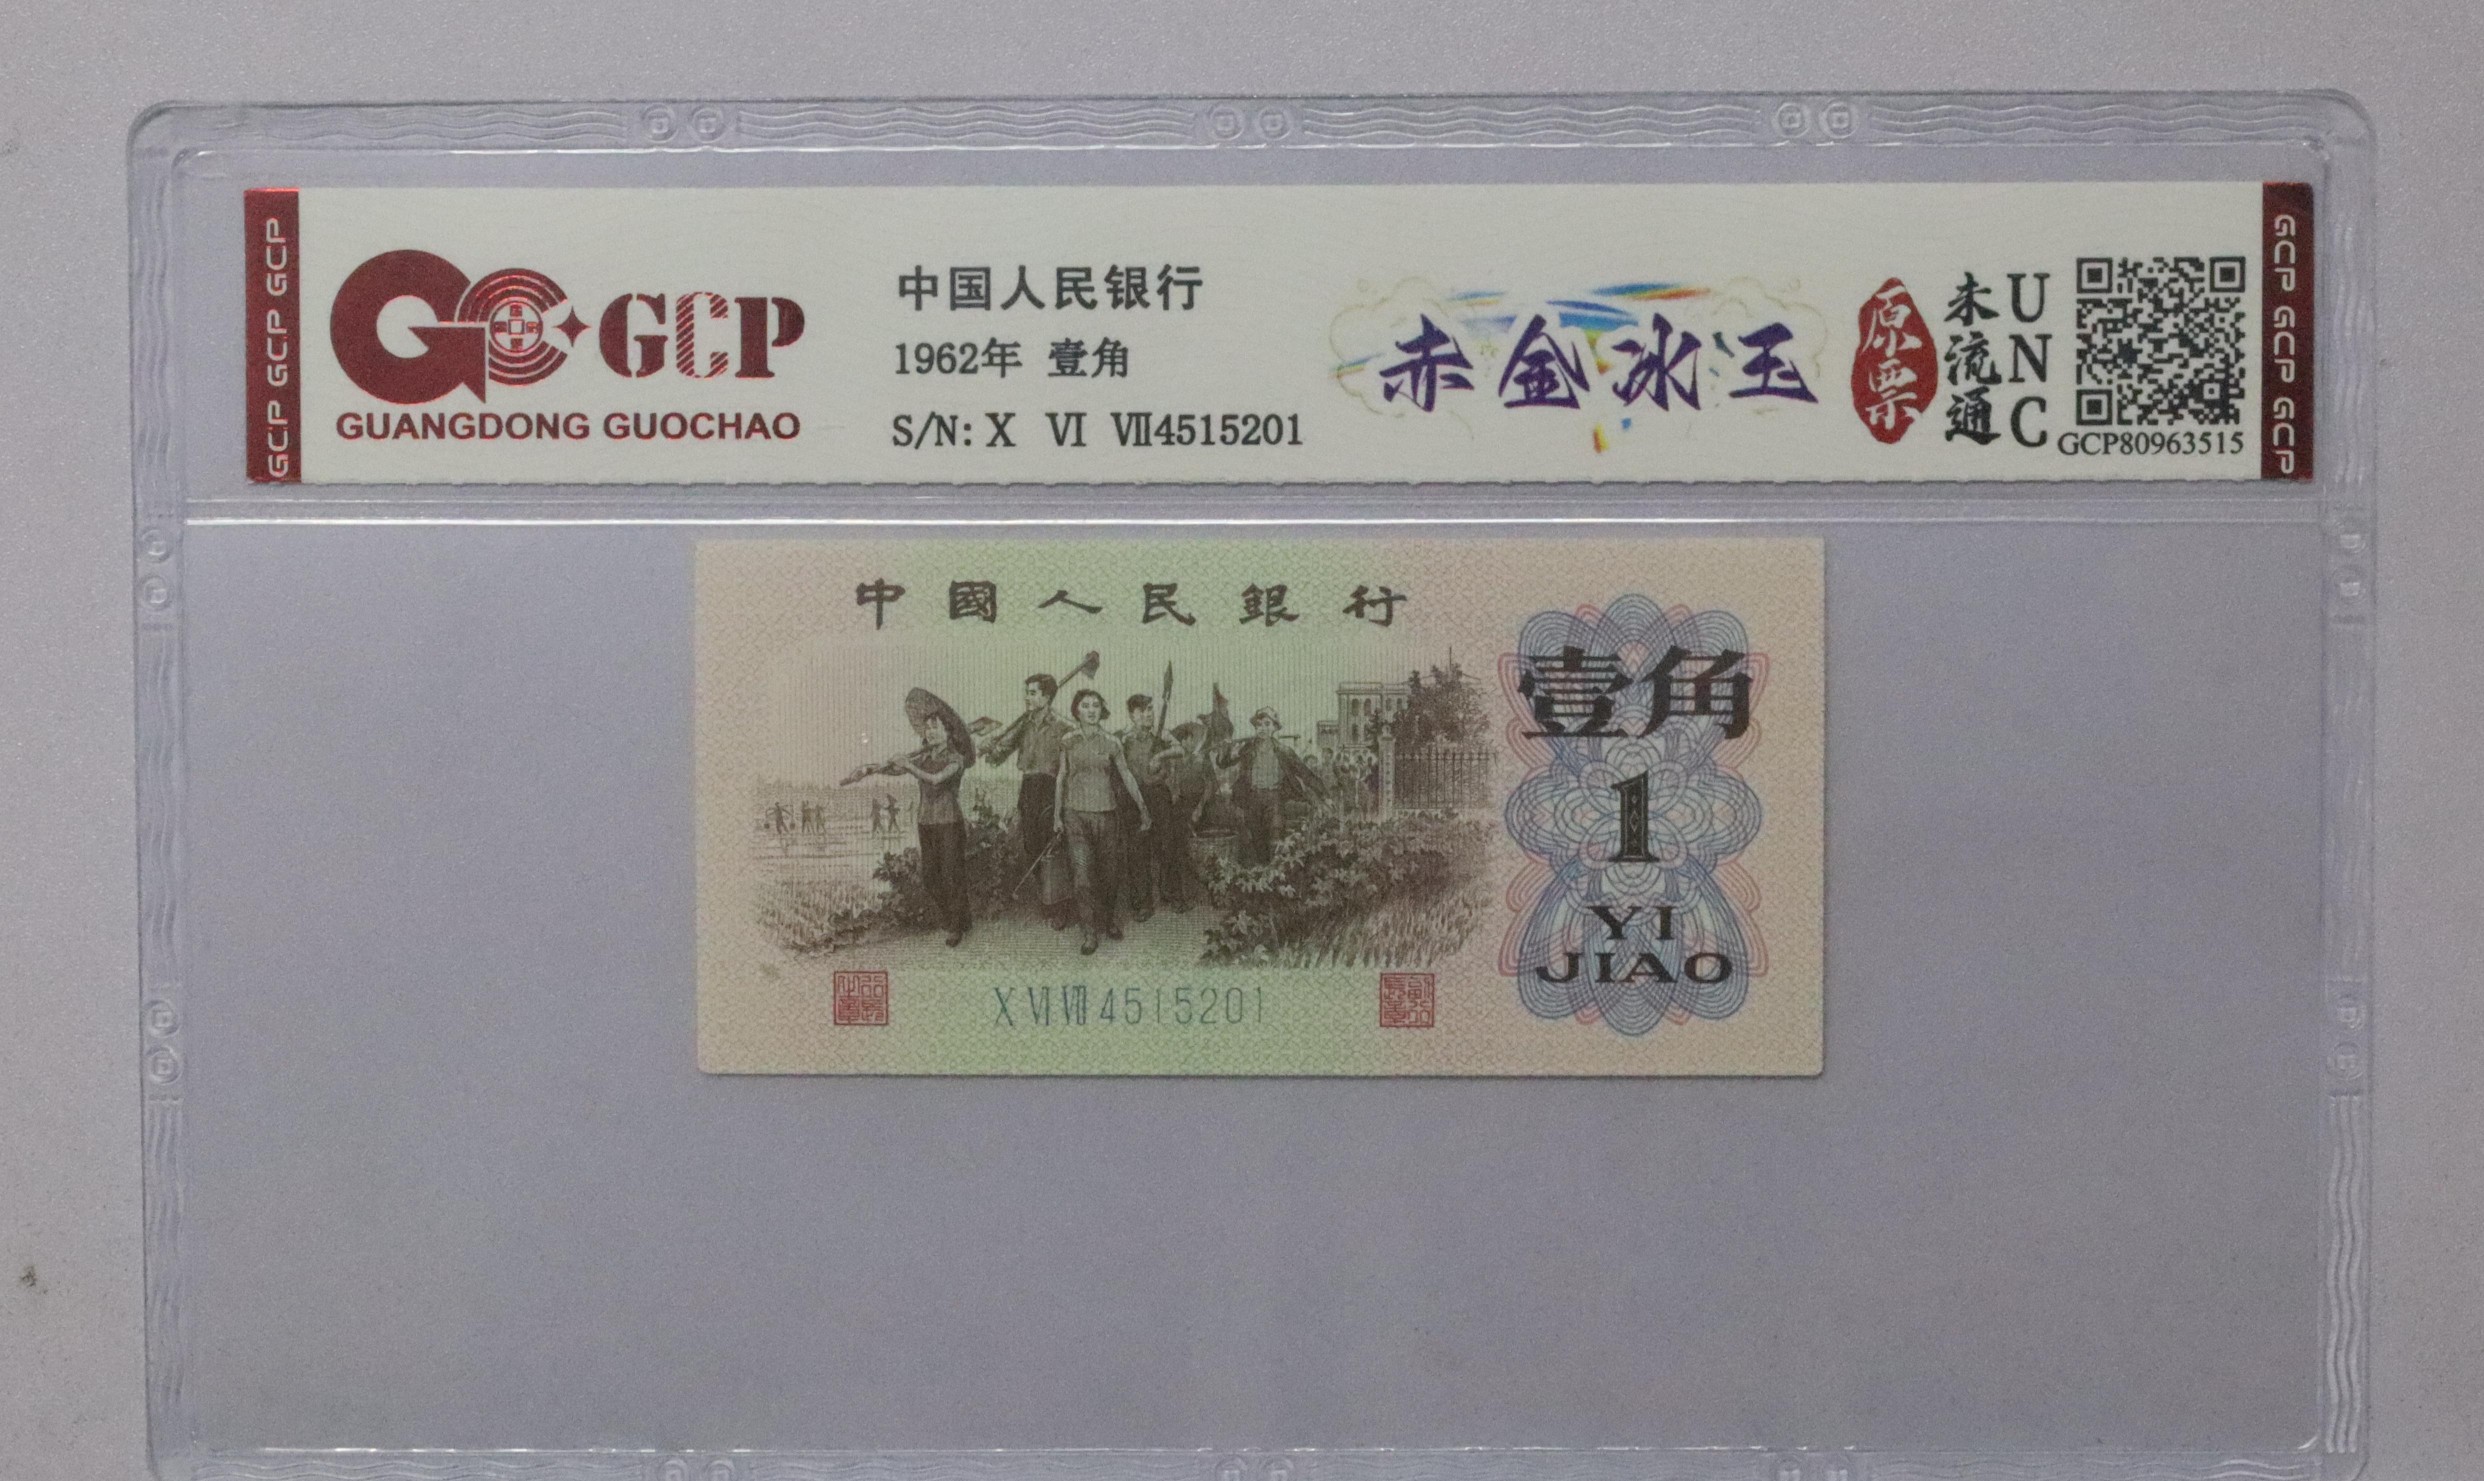 GCP GCP GCP
GCP
GUANGDONG GUOCHAO
中国人民银行
1962年 壹角
S/N: X VI VII4515201
赤金冰玉
原票
未流通
UNC
GCP80963515
GCP GCP GCP
中國人民銀行
壹角
1
YI
JIAO
X VI VII 4515201